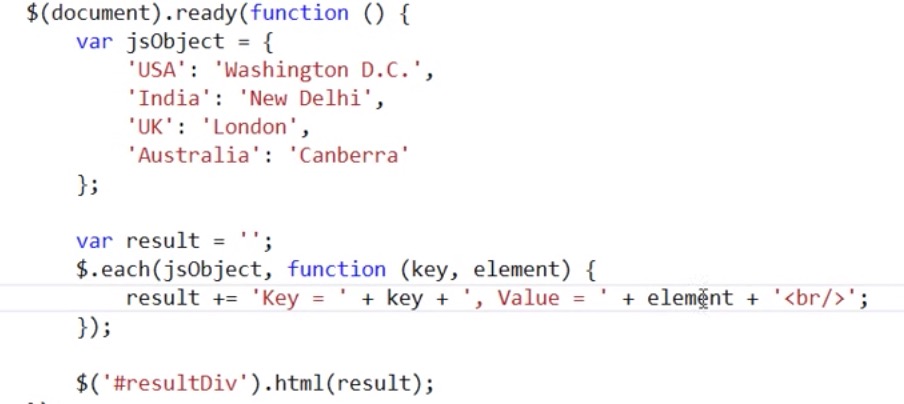 $(document).ready(function () {
    var jsObject = {
        'USA': 'Washington D.C.',
        'India': 'New Delhi',
        'UK': 'London',
        'Australia': 'Canberra'
    };

    var result = '';
    $.each(jsObject, function (key, element) {
        result += 'Key = ' + key + ', Value = ' + element + '<br/>';
    });

    $('#resultDiv').html(result);